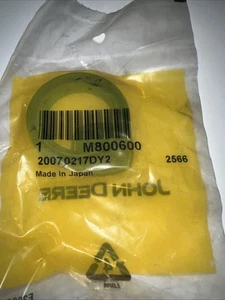 1 M800600
20070217DY2 2566
Made in Japan
JOHN DEERE